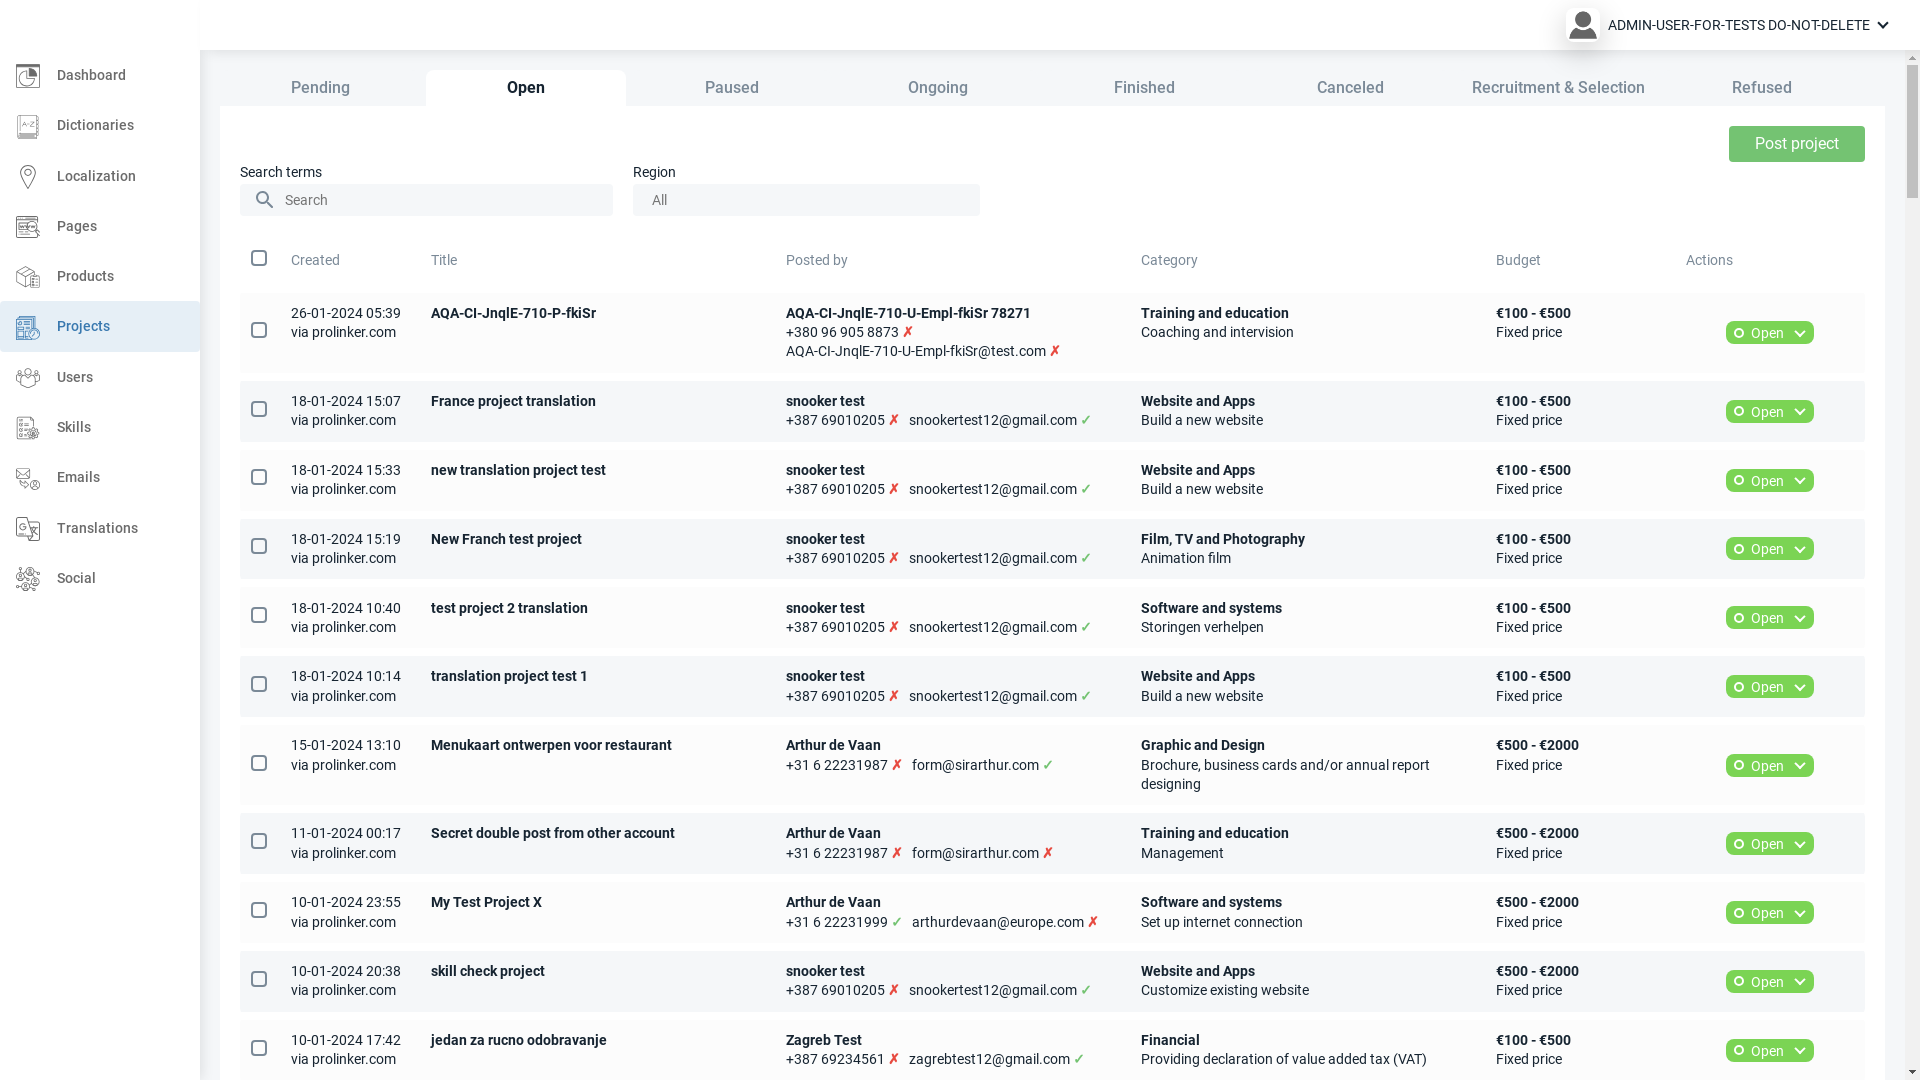 ADMIN-USER-FOR-TESTS DO-NOT-DELETE
Dashboard
Dictionaries
Localization
Pages
Products
Projects
Users
Skills
Emails
Translations
Social
Pending Open Paused Ongoing Finished Canceled Recruitment & Selection Refused
Post project
Search terms Region
Search All
Created Title Posted by Category Budget Actions
26-01-2024 05:39 AQA-CI-JnqlE-710-P-fkiSr AQA-CI-JnqlE-710-U-Empl-fkiSr 78271 Training and education €100 - €500
via prolinker.com +380 96 905 8873 ✗ Coaching and intervision Fixed price Open
AQA-CI-JnqlE-710-U-Empl-fkiSr@test.com ✗
18-01-2024 15:07 France project translation snooker test Website and Apps €100 - €500
via prolinker.com +387 69010205 ✗ snookertest12@gmail.com ✓ Build a new website Fixed price Open
18-01-2024 15:33 new translation project test snooker test Website and Apps €100 - €500
via prolinker.com +387 69010205 ✗ snookertest12@gmail.com ✓ Build a new website Fixed price Open
18-01-2024 15:19 New Franch test project snooker test Film, TV and Photography €100 - €500
via prolinker.com +387 69010205 ✗ snookertest12@gmail.com ✓ Animation film Fixed price Open
18-01-2024 10:40 test project 2 translation snooker test Software and systems €100 - €500
via prolinker.com +387 69010205 ✗ snookertest12@gmail.com ✓ Storingen verhelpen Fixed price Open
18-01-2024 10:14 translation project test 1 snooker test Website and Apps €100 - €500
via prolinker.com +387 69010205 ✗ snookertest12@gmail.com ✓ Build a new website Fixed price Open
15-01-2024 13:10 Menukaart ontwerpen voor restaurant Arthur de Vaan Graphic and Design €500 - €2000
via prolinker.com +31 6 22231987 ✗ form@sirarthur.com ✓ Brochure, business cards and/or annual report Fixed price Open
designing
11-01-2024 00:17 Secret double post from other account Arthur de Vaan Training and education €500 - €2000
via prolinker.com +31 6 22231987 ✗ form@sirarthur.com ✗ Management Fixed price Open
10-01-2024 23:55 My Test Project X Arthur de Vaan Software and systems €500 - €2000
via prolinker.com +31 6 22231999 ✓ arthurdevaan@europe.com ✗ Set up internet connection Fixed price Open
10-01-2024 20:38 skill check project snooker test Website and Apps €500 - €2000
via prolinker.com +387 69010205 ✗ snookertest12@gmail.com ✓ Customize existing website Fixed price Open
10-01-2024 17:42 jedan za rucno odobravanje Zagreb Test Financial €100 - €500
via prolinker.com +387 69234561 ✗ zagrebtest12@gmail.com ✓ Providing declaration of value added tax (VAT) Fixed price Open